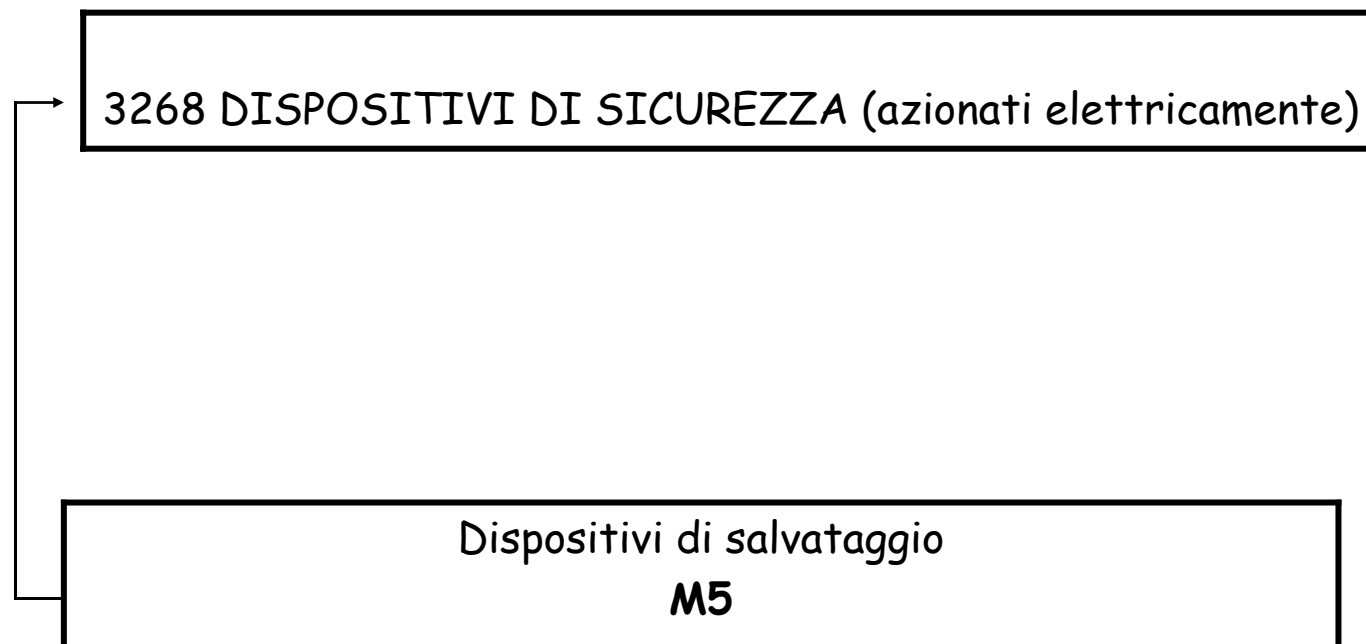 3268 DISPOSITIVI DI SICUREZZA (azionati elettricamente)
Dispositivi di salvataggio
M5